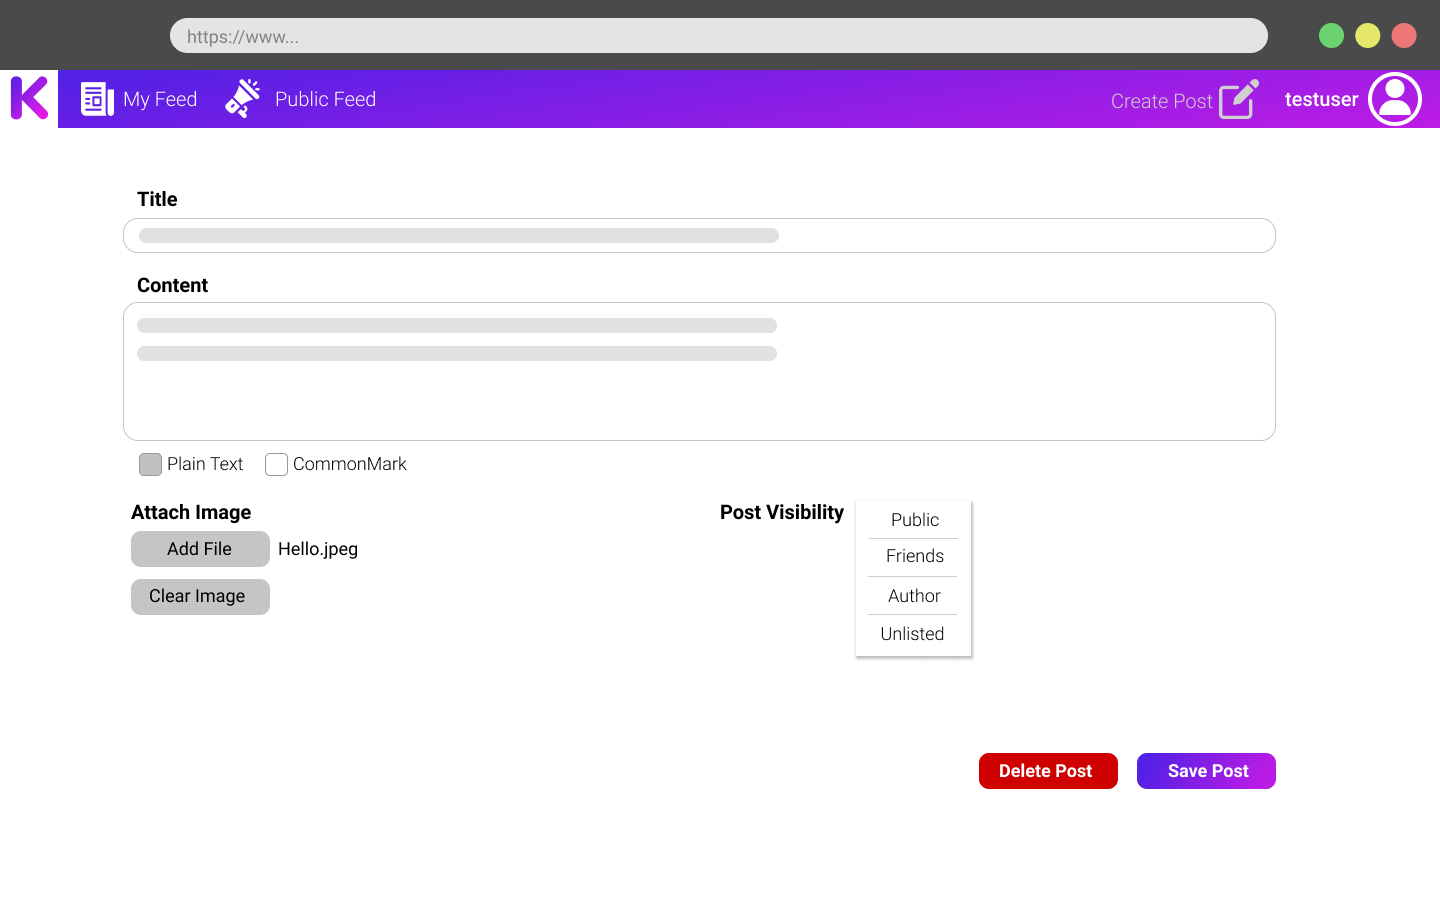 https://www...
K
My Feed
Public Feed
Create Post
testuser
Title
Content
Plain Text
CommonMark
Attach Image
Add File
Hello.jpeg
Clear Image
Post Visibility
Public
Friends
Author
Unlisted
Delete Post
Save Post